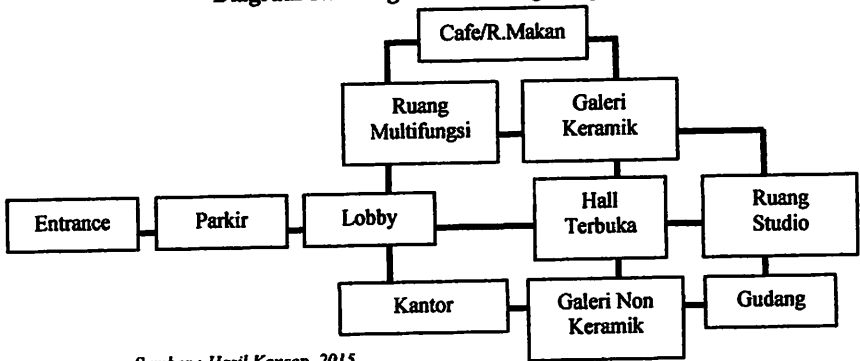 Cafe/R.Makan
Ruang
Multifungsi
Galeri
Keramik
Entrance
Parkir
Lobby
Hall
Terbuka
Ruang
Studio
Kantor
Galeri Non
Keramik
Gudang
Hasil Konsep, 2015